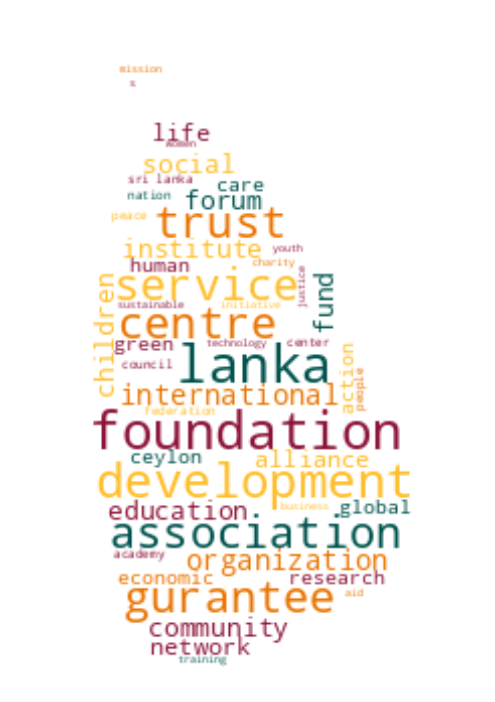 mission
s
life
women
social
sri lanka
care
nation
forum
peace
trust
institute
youth
human
charity
service
justice
children
sustainable
initiative
fund
centre
green
technology
center
lanka
council
action
people
international
federation
foundation
ceylon
alliance
development
education
business
global
association
academy
organization
economic
research
gurantee
aid
community
network
training